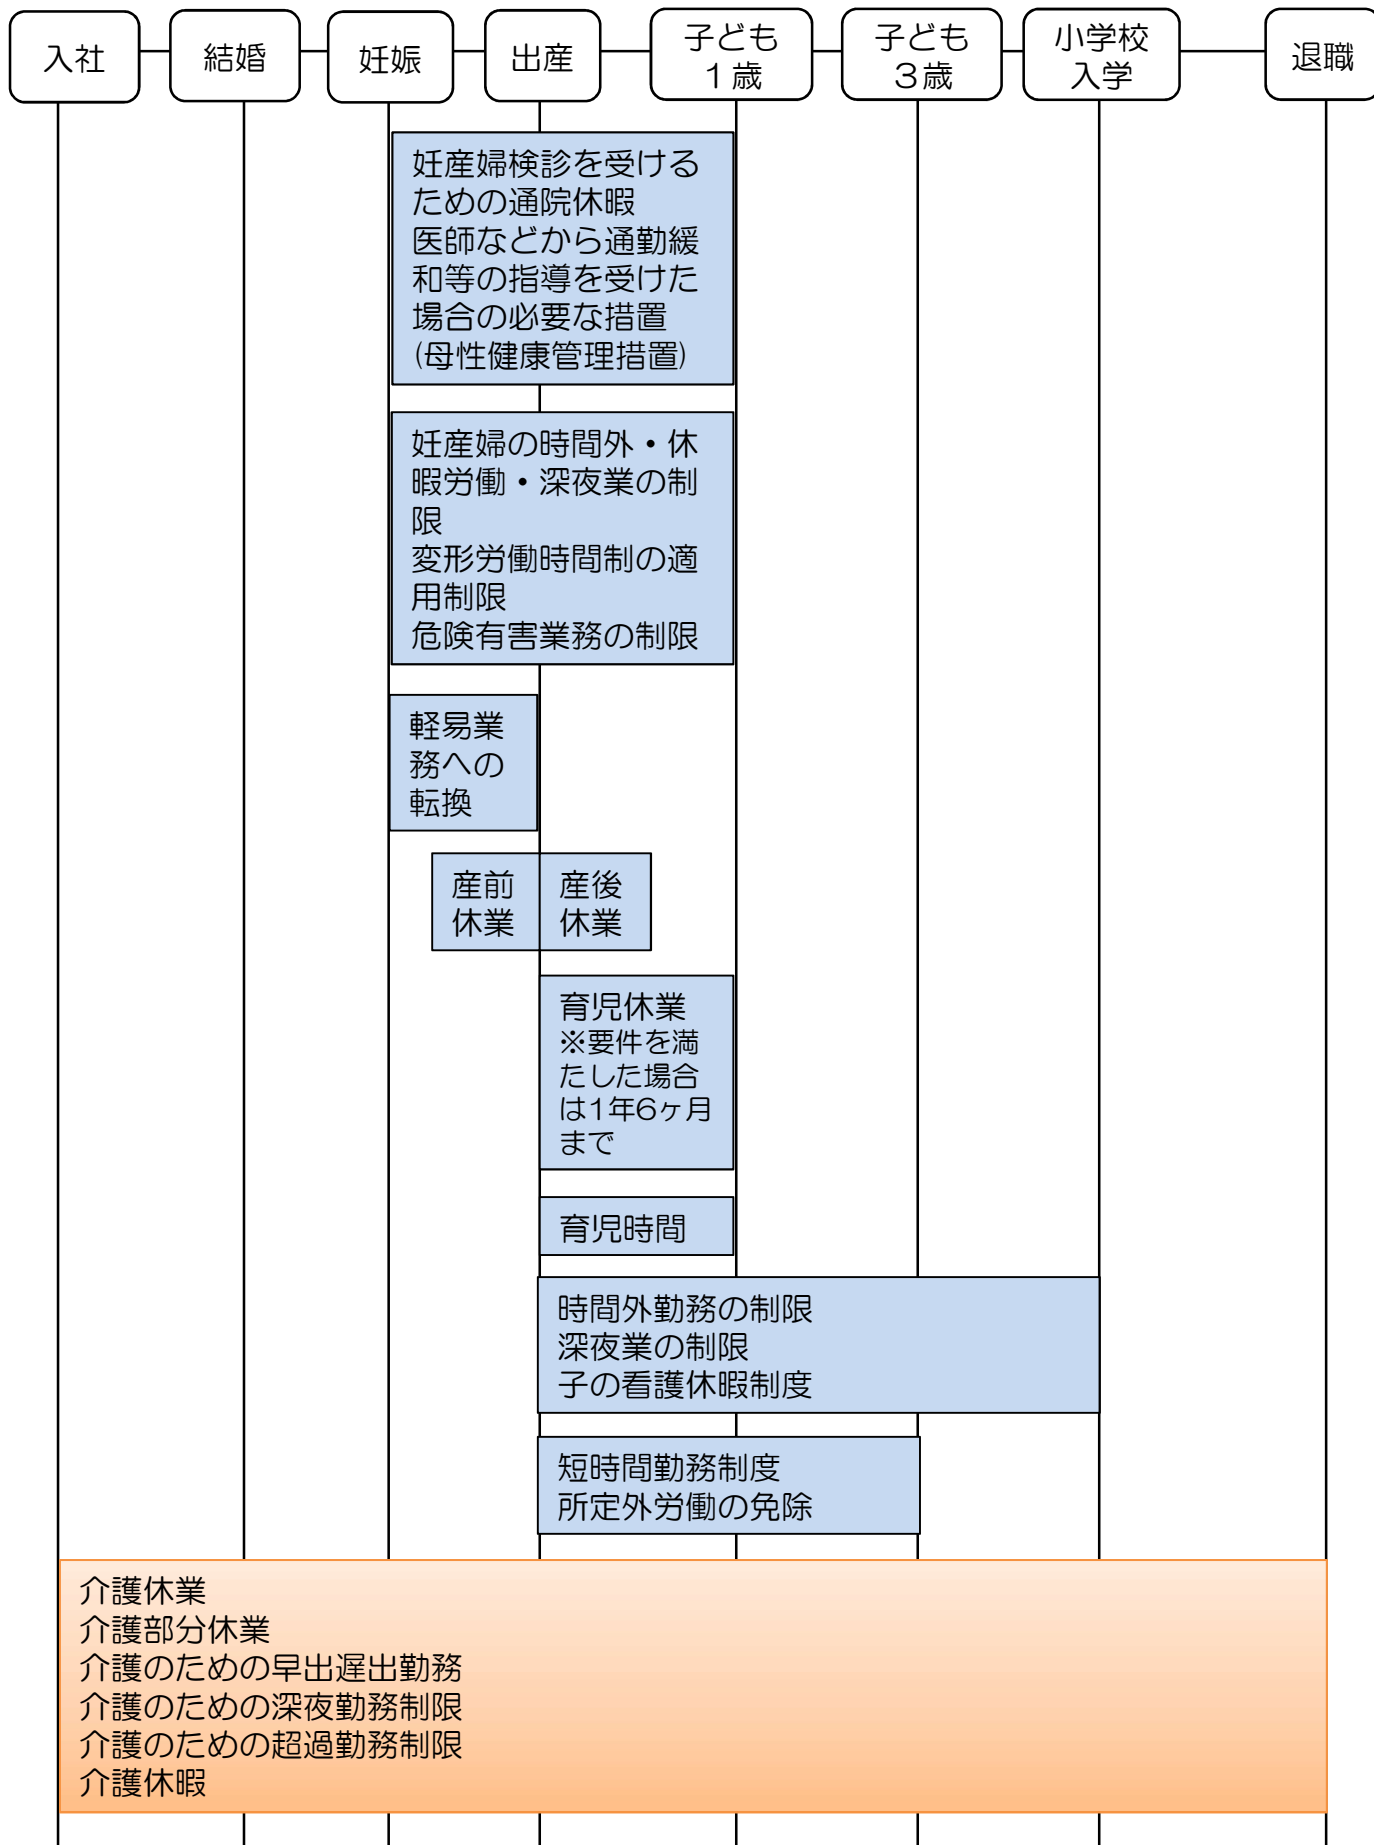 入社
結婚
妊娠
出産
子ども
１歳
子ども
３歳
小学校
入学
退職
妊産婦検診を受ける
ための通院休暇
医師などから通勤緩
和等の指導を受けた
場合の必要な措置
(母性健康管理措置)
妊産婦の時間外・休
暇労働・深夜業の制
限
変形労働時間制の適
用制限
危険有害業務の制限
軽易業
務への
転換
産前
休業
産後
休業
育児休業
※要件を満
たした場合
は1年6ヶ月
まで
育児時間
時間外勤務の制限
深夜業の制限
子の看護休暇制度
短時間勤務制度
所定外労働の免除
介護休業
介護部分休業
介護のための早出遅出勤務
介護のための深夜勤務制限
介護のための超過勤務制限
介護休暇